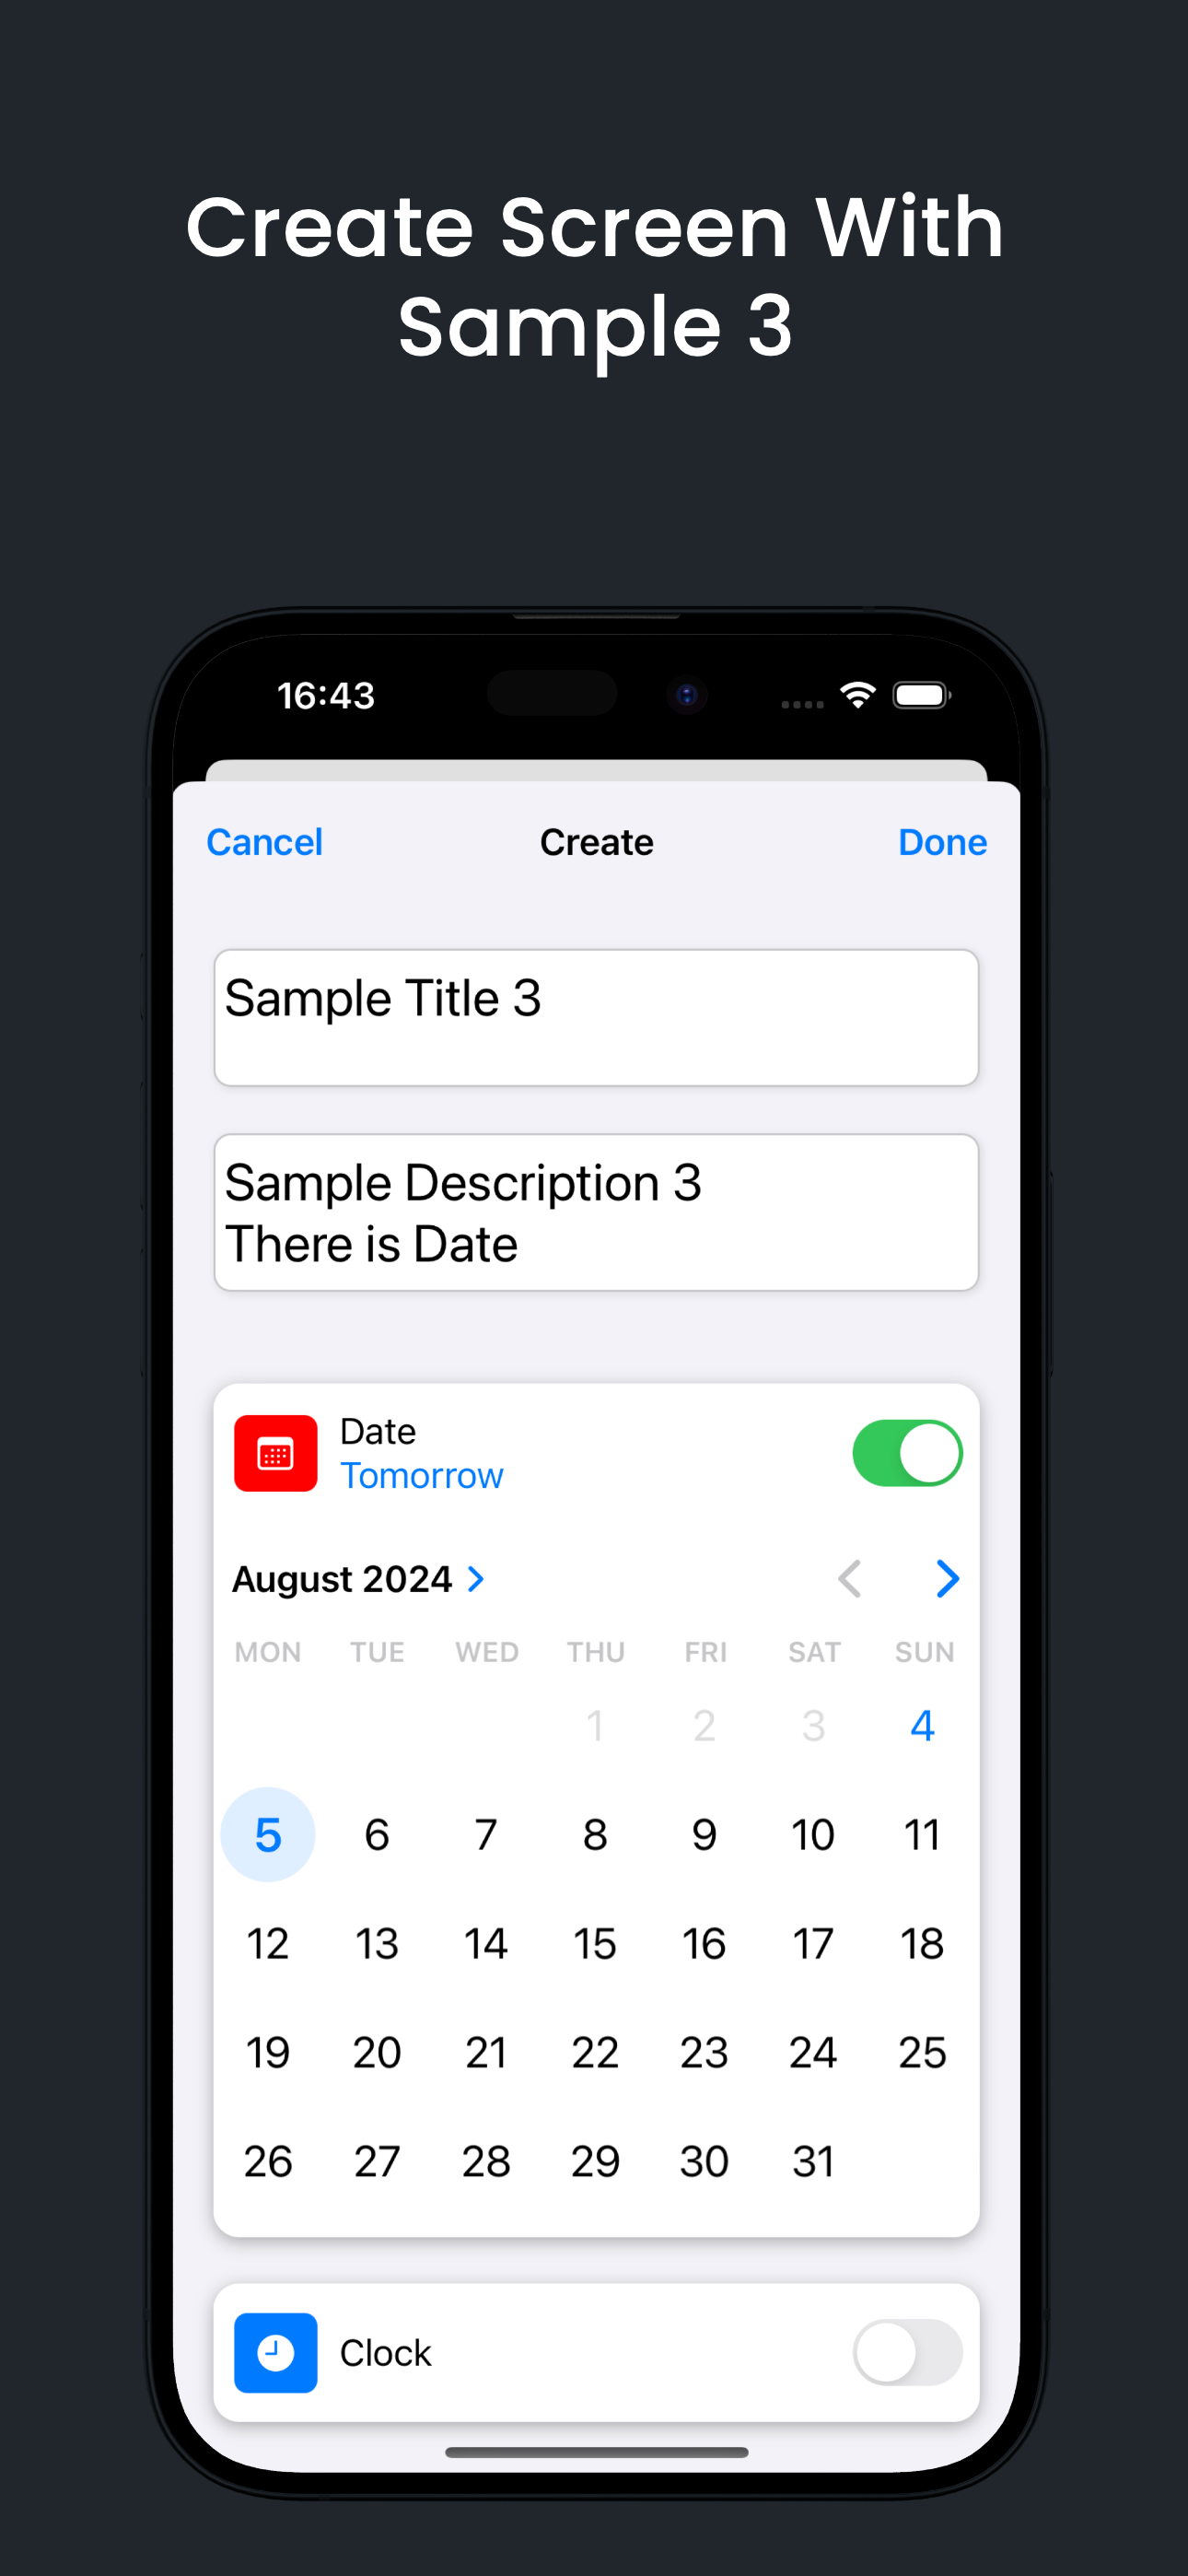 Create Screen With
Sample 3
16:43
Cancel Create Done
Sample Title 3
Sample Description 3
There is Date
Date
Tomorrow
August 2024
MON TUE WED THU FRI SAT SUN
1 2 3 4
5 6 7 8 9 10 11
12 13 14 15 16 17 18
19 20 21 22 23 24 25
26 27 28 29 30 31
Clock